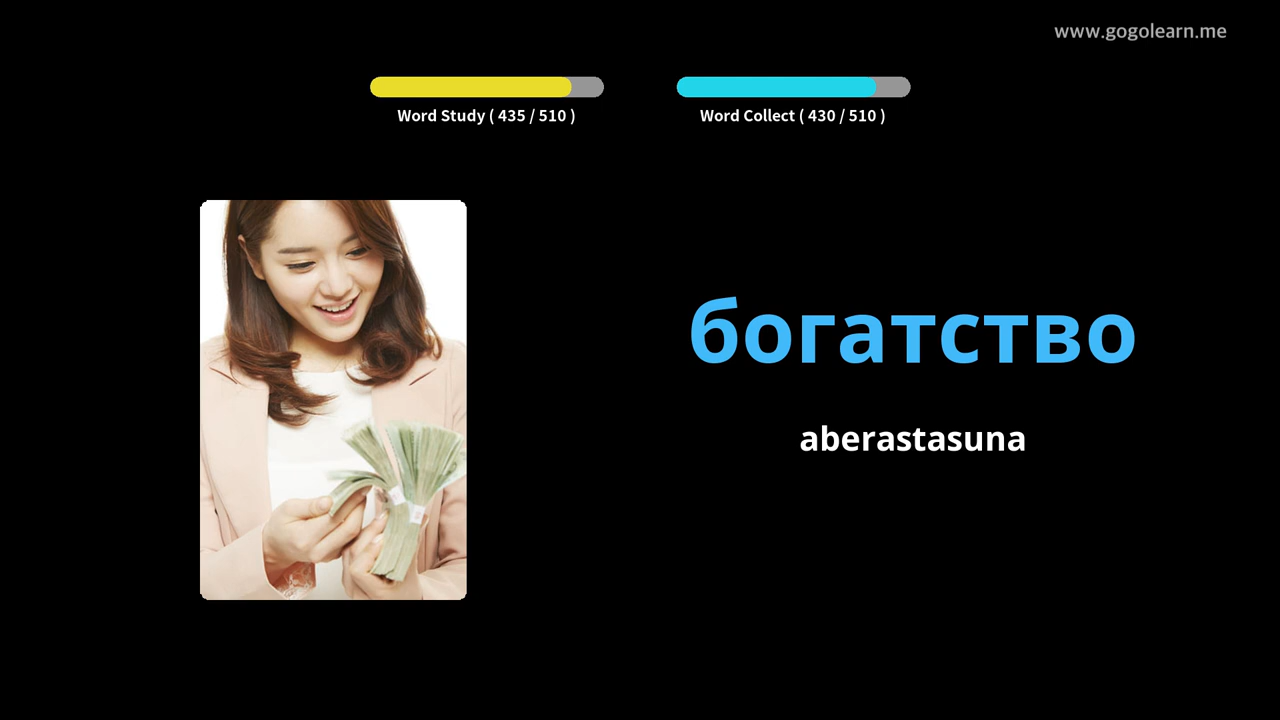 www.gogolearn.me
Word Study ( 435 / 510 )
Word Collect ( 430 / 510 )
богатство
aberastasuna